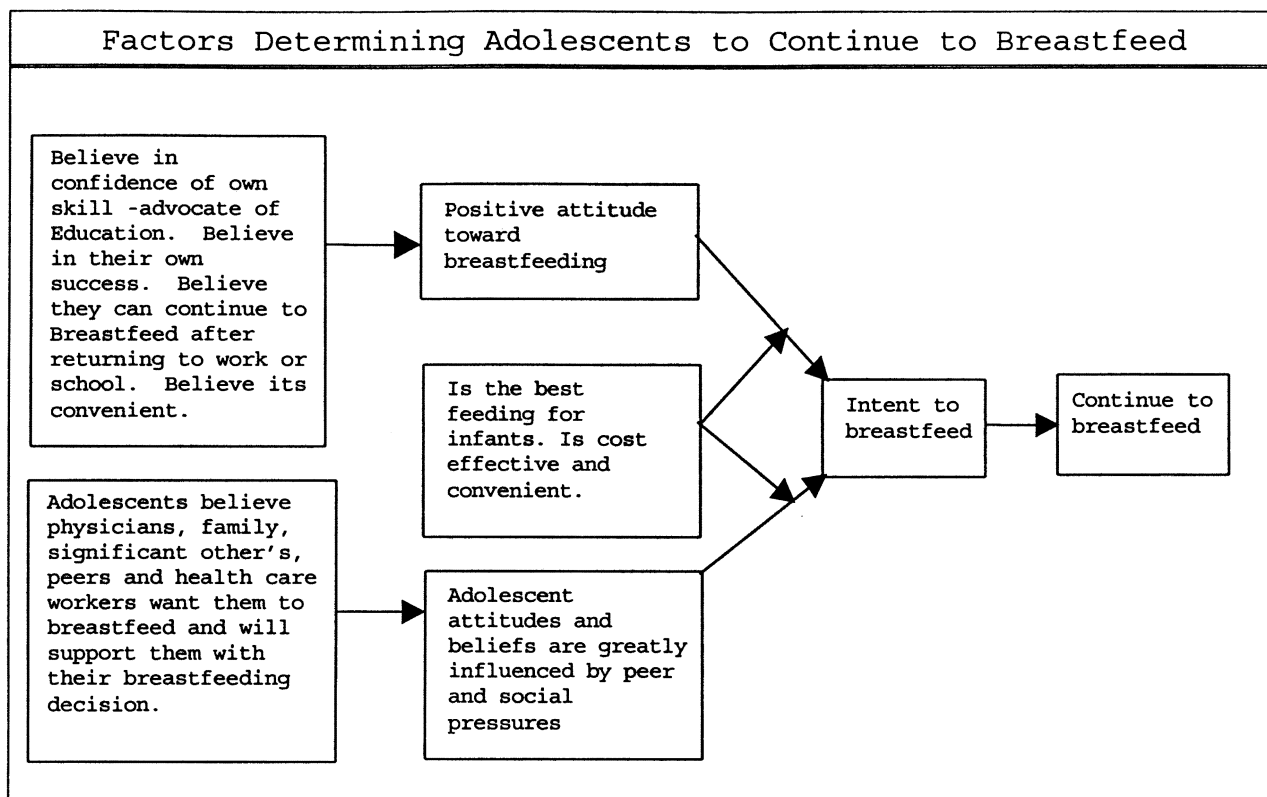 Factors Determining Adolescents to Continue to Breastfeed
Believe in
confidence of own
skill -advocate of
Education. Believe
in their own
success. Believe
they can continue to
Breastfeed after
returning to work or
school. Believe its
convenient.
Positive attitude
toward
breastfeeding
Is the best
feeding for
infants. Is cost
effective and
convenient.
Intent to
breastfeed
Continue to
breastfeed
Adolescents believe
physicians, family,
significant other's,
peers and health care
workers want them to
breastfeed and will
support them with
their breastfeeding
decision.
Adolescent
attitudes and
beliefs are greatly
influenced by peer
and social
pressures